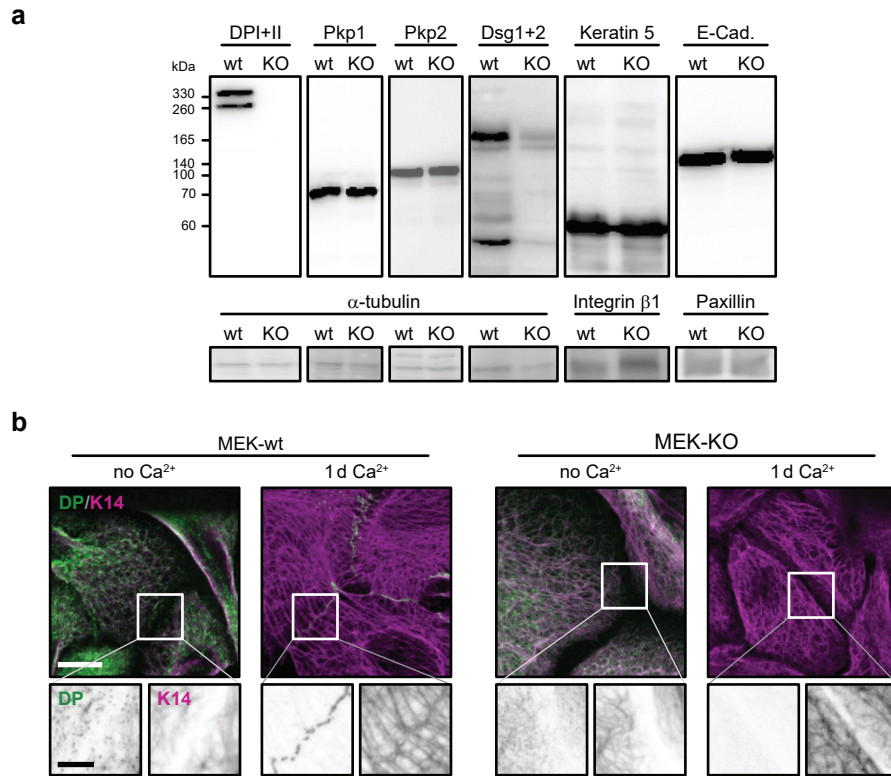 a
DPI+II Pkp1 Pkp2 Dsg1+2 Keratin 5 E-Cad.
kDa wt KO wt KO wt KO wt KO wt KO wt KO
330
260
165
140
100
70
60
α-tubulin Integrin β1 Paxillin
wt KO wt KO wt KO wt KO wt KO wt KO
b
MEK-wt MEK-KO
no Ca²⁺ 1 d Ca²⁺ no Ca²⁺ 1 d Ca²⁺
DP/K14
DP K14